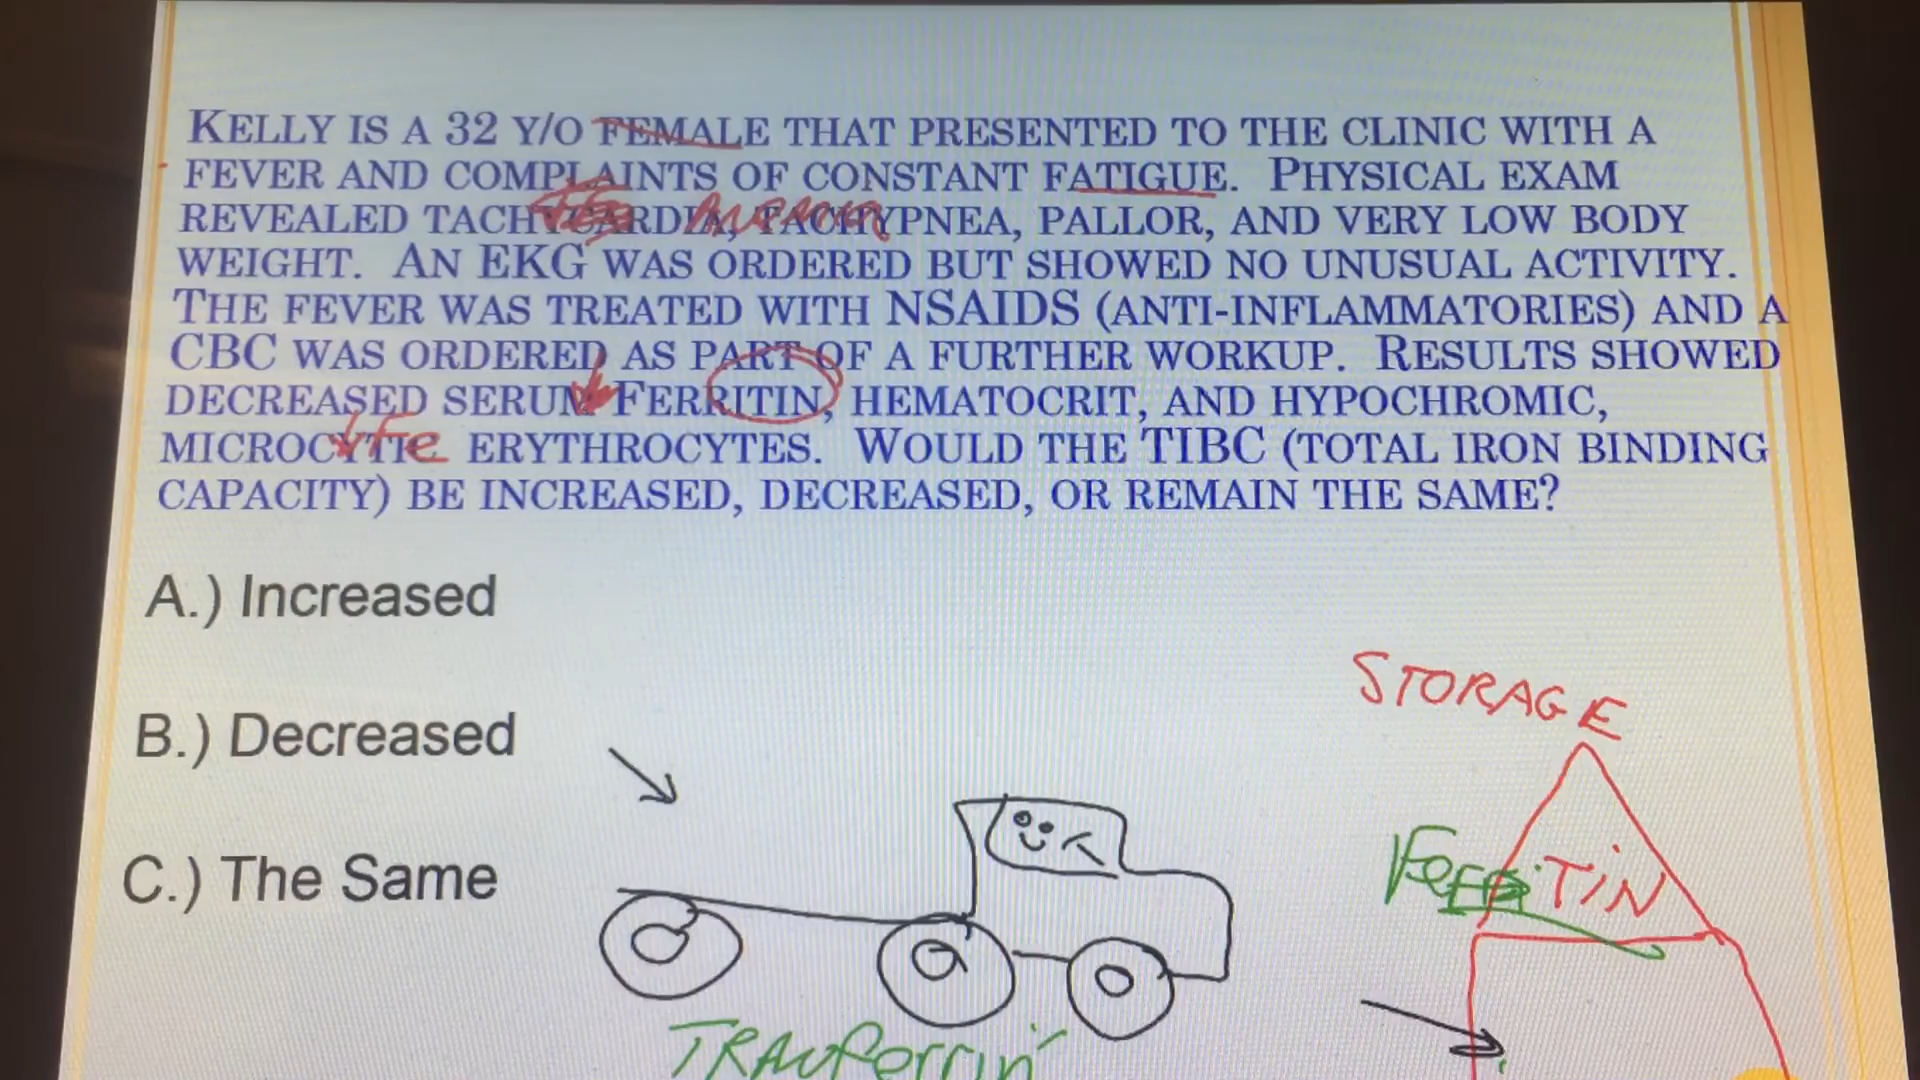 KELLY IS A 32 Y/O FEMALE THAT PRESENTED TO THE CLINIC WITH A
FEVER AND COMPLAINTS OF CONSTANT FATIGUE. PHYSICAL EXAM
REVEALED TACHYCARDIA, TACHYPNEA, PALLOR, AND VERY LOW BODY
WEIGHT. AN EKG WAS ORDERED BUT SHOWED NO UNUSUAL ACTIVITY.
THE FEVER WAS TREATED WITH NSAIDS (ANTI-INFLAMMATORIES) AND A
CBC WAS ORDERED AS PART OF A FURTHER WORKUP. RESULTS SHOWED
DECREASED SERUM FERRITIN, HEMATOCRIT, AND HYPOCHROMIC,
MICROCYTIC ERYTHROCYTES. WOULD THE TIBC (TOTAL IRON BINDING
CAPACITY) BE INCREASED, DECREASED, OR REMAIN THE SAME?
↓Fe
A.) Increased
B.) Decreased
C.) The Same
STORAGE
TiN